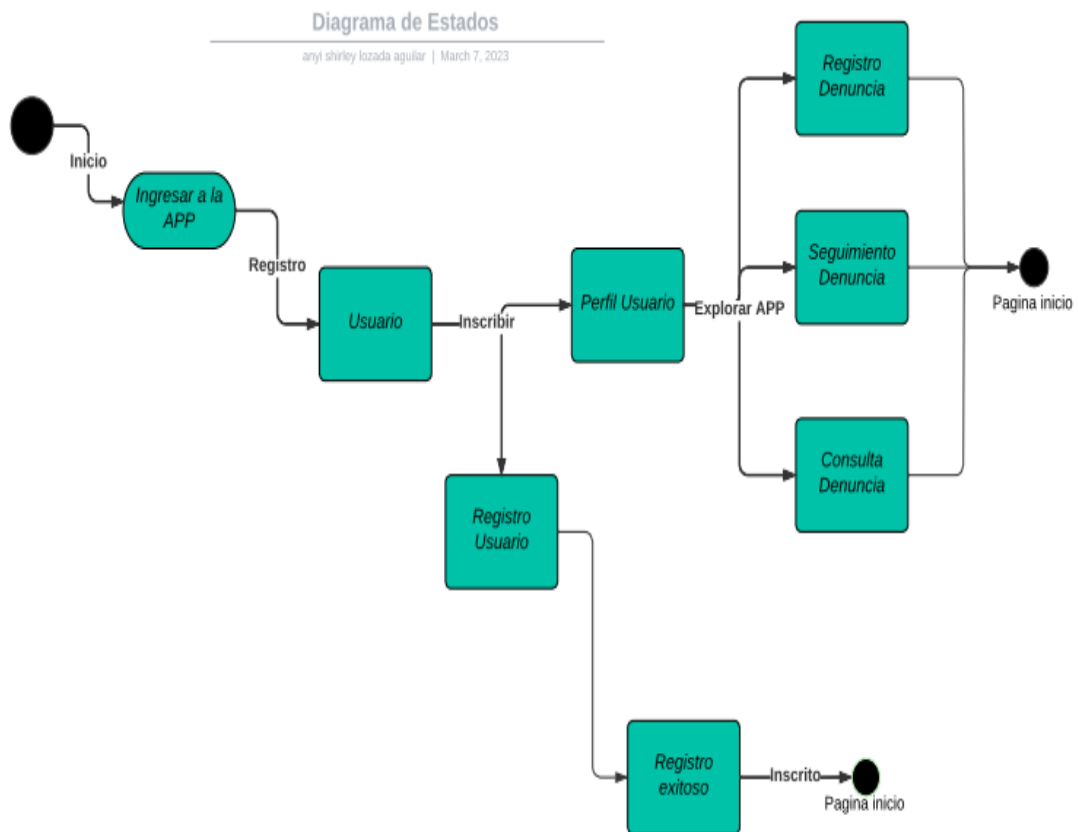 Diagrama de Estados
anyi shirley lozada aguilar | March 7, 2023
Inicio
Ingresar a la
APP
Registro
Usuario
Inscribir
Perfil Usuario
Explorar APP
Registro
Denuncia
Seguimiento
Denuncia
Consulta
Denuncia
Pagina inicio
Registro
Usuario
Registro
exitoso
Inscrito
Pagina inicio